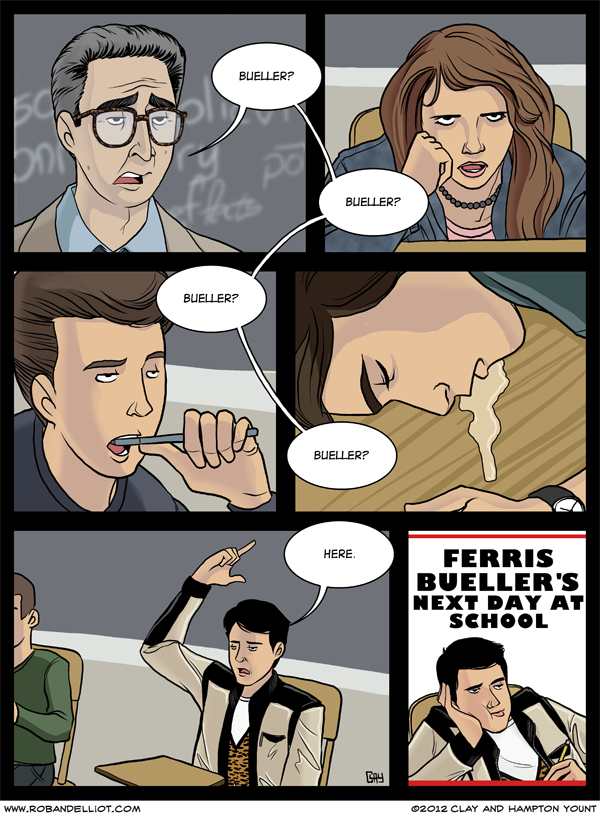 BUELLER?
BUELLER?
BUELLER?
BUELLER?
HERE.
FERRIS
BUELLER'S
NEXT DAY AT
SCHOOL
CLAY
WWW.ROBANDELLIOT.COM
©2012 CLAY AND HAMPTON YOUNT